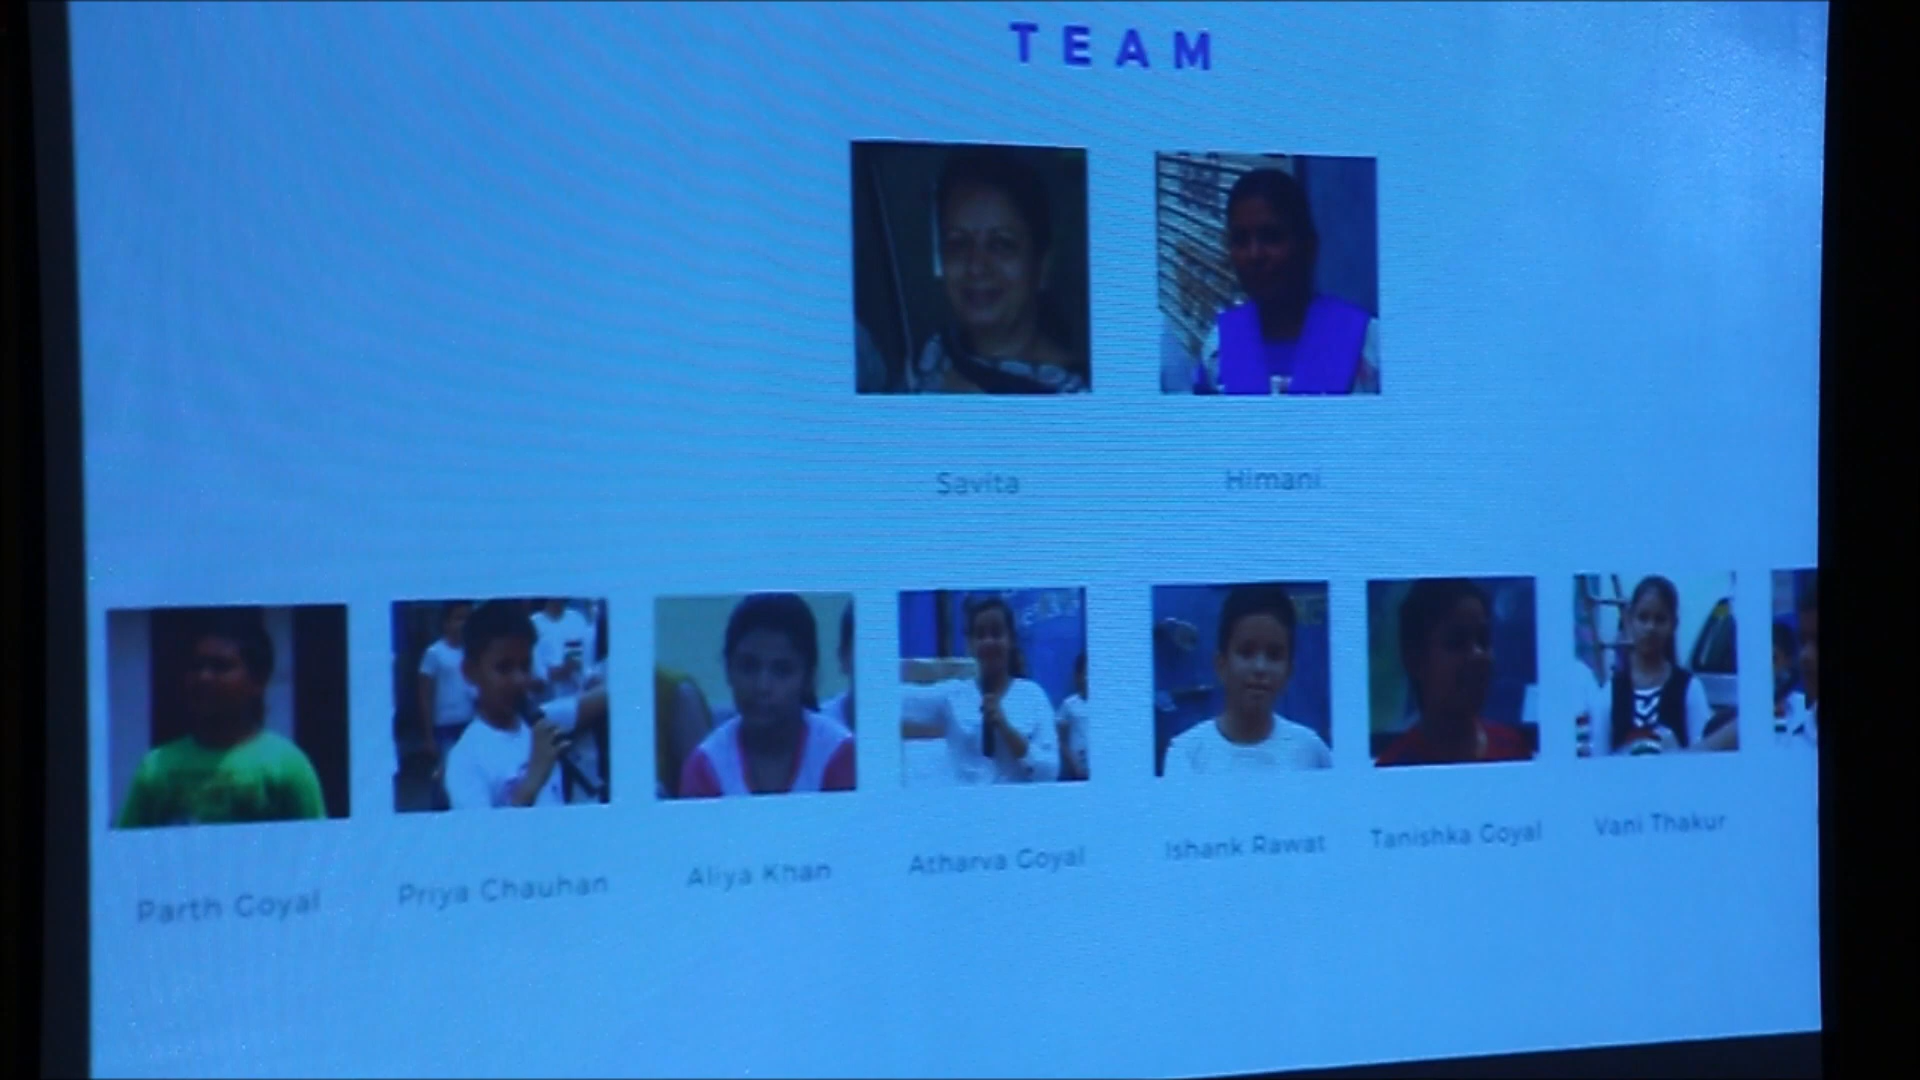 TEAM
Savita Himani
Parth Goyal Priya Chauhan Aliya Khan Atharva Goyal Ishank Rawat Tanishka Goyal Vani Thakur